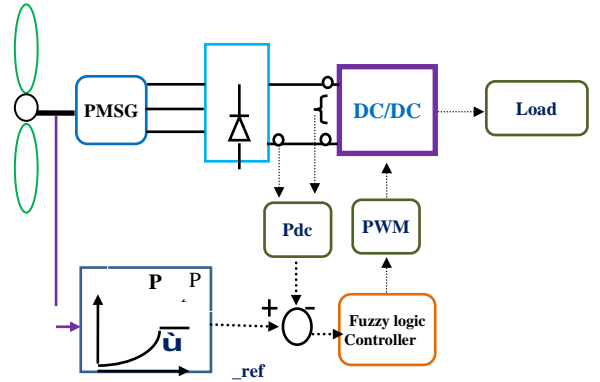 PMSG
DC/DC
Load
Pdc
PWM
P P
+ −
ù
Fuzzy logic
Controller
_ref